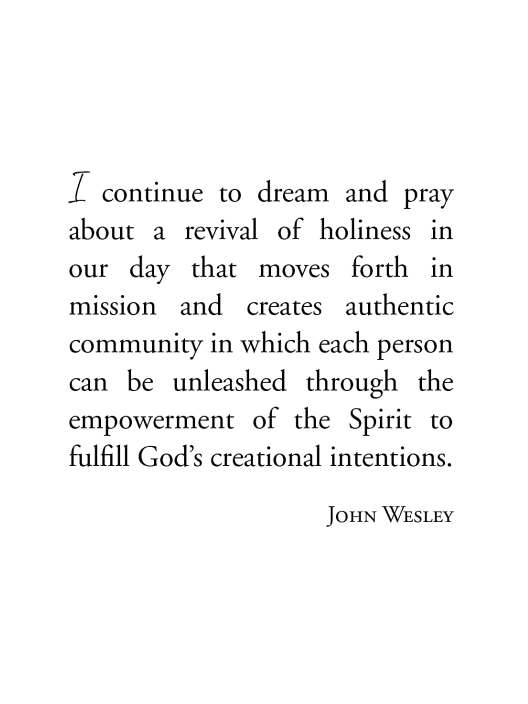 I continue to dream and pray
about a revival of holiness in
our day that moves forth in
mission and creates authentic
community in which each person
can be unleashed through the
empowerment of the Spirit to
fulfill God’s creational intentions.
John Wesley